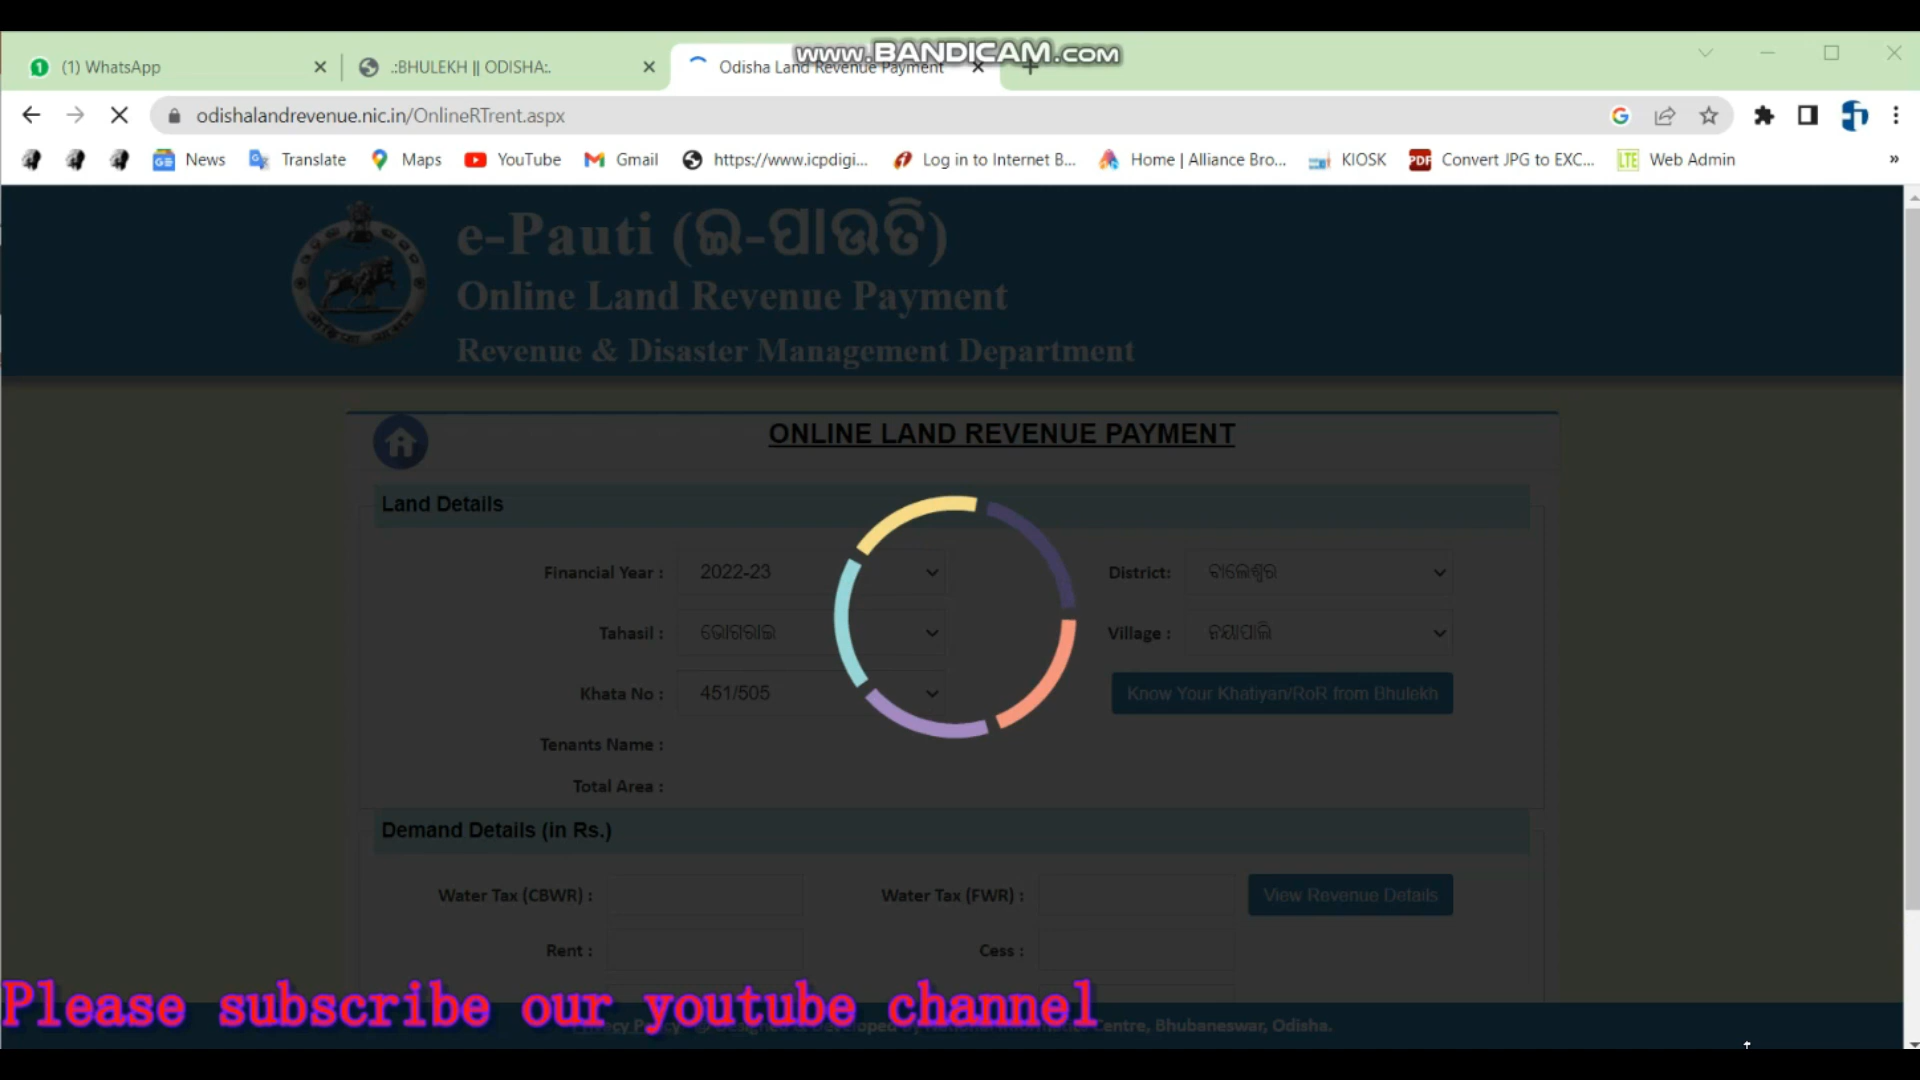 www.BANDICAM.com
(1) WhatsApp
.:BHULEKH || ODISHA:.
Odisha Land Revenue Payment
odishalandrevenue.nic.in/OnlineRTrent.aspx
News Translate Maps YouTube Gmail https://www.icpdigi... Log in to Internet B... Home | Alliance Bro... KIOSK Convert JPG to EXC... Web Admin »
e-Pauti (ଇ-ପାଉତି)
Online Land Revenue Payment
Revenue & Disaster Management Department
ONLINE LAND REVENUE PAYMENT
Land Details
Financial Year : 2022-23 District: ବାଲେଶ୍ଵର
Tahasil : ଭୋଗରାଇ Village : ନୟାପାଲି
Khata No : 451/505 Know Your Khatiyan/RoR from Bhulekh
Tenants Name :
Total Area :
Demand Details (in Rs.)
Water Tax (CBWR) : Water Tax (FWR) : View Revenue Details
Rent : Cess :
Please subscribe our youtube channel
Centre, Bhubaneswar, Odisha.